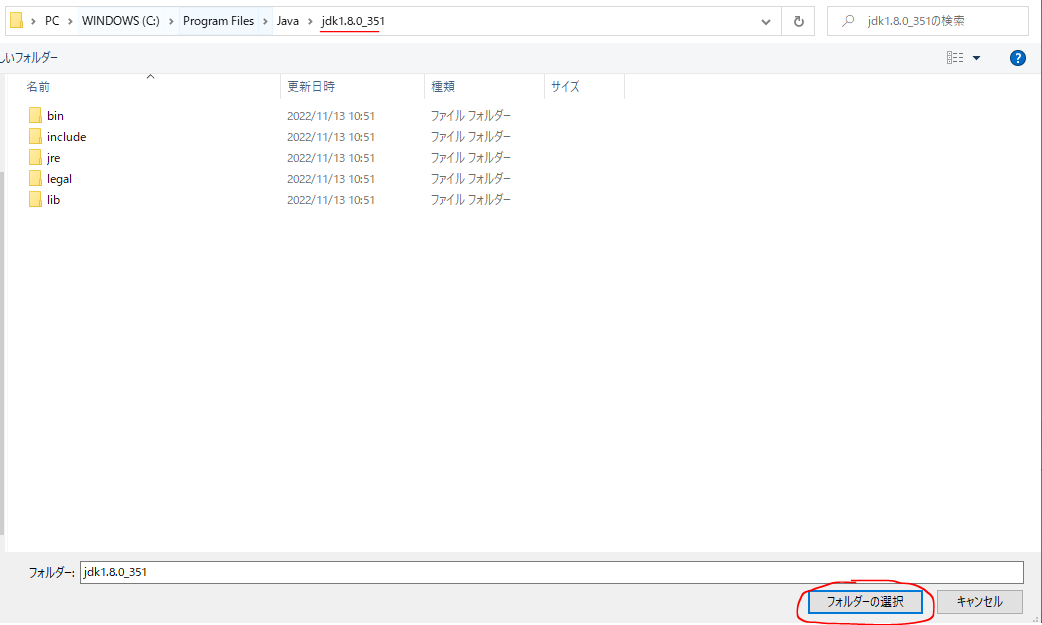 PC WINDOWS (C:) Program Files Java jdk1.8.0_351 jdk1.8.0_351の検索
しいフォルダー
名前 更新日時 種類 サイズ
bin 2022/11/13 10:51 ファイル フォルダー
include 2022/11/13 10:51 ファイル フォルダー
jre 2022/11/13 10:51 ファイル フォルダー
legal 2022/11/13 10:51 ファイル フォルダー
lib 2022/11/13 10:51 ファイル フォルダー
フォルダー: jdk1.8.0_351
フォルダーの選択 キャンセル